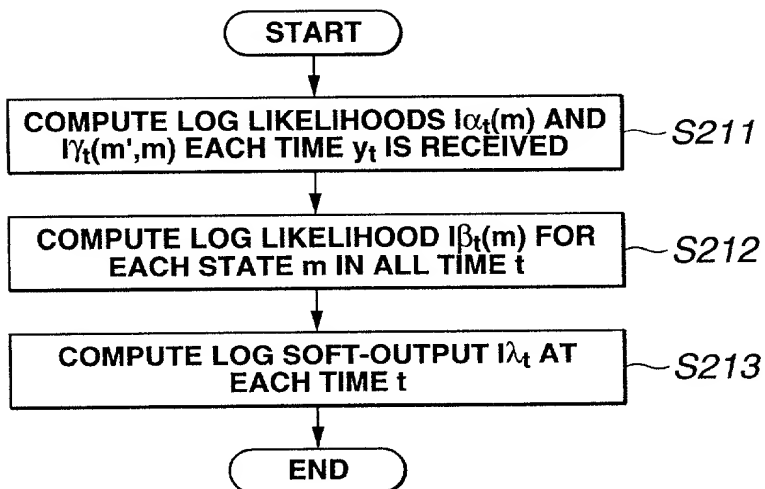 START
COMPUTE LOG LIKELIHOODS Iαt(m) AND
Iγt(m',m) EACH TIME yt IS RECEIVED
S211
COMPUTE LOG LIKELIHOOD Iβt(m) FOR
EACH STATE m IN ALL TIME t
S212
COMPUTE LOG SOFT-OUTPUT Iλt AT
EACH TIME t
S213
END